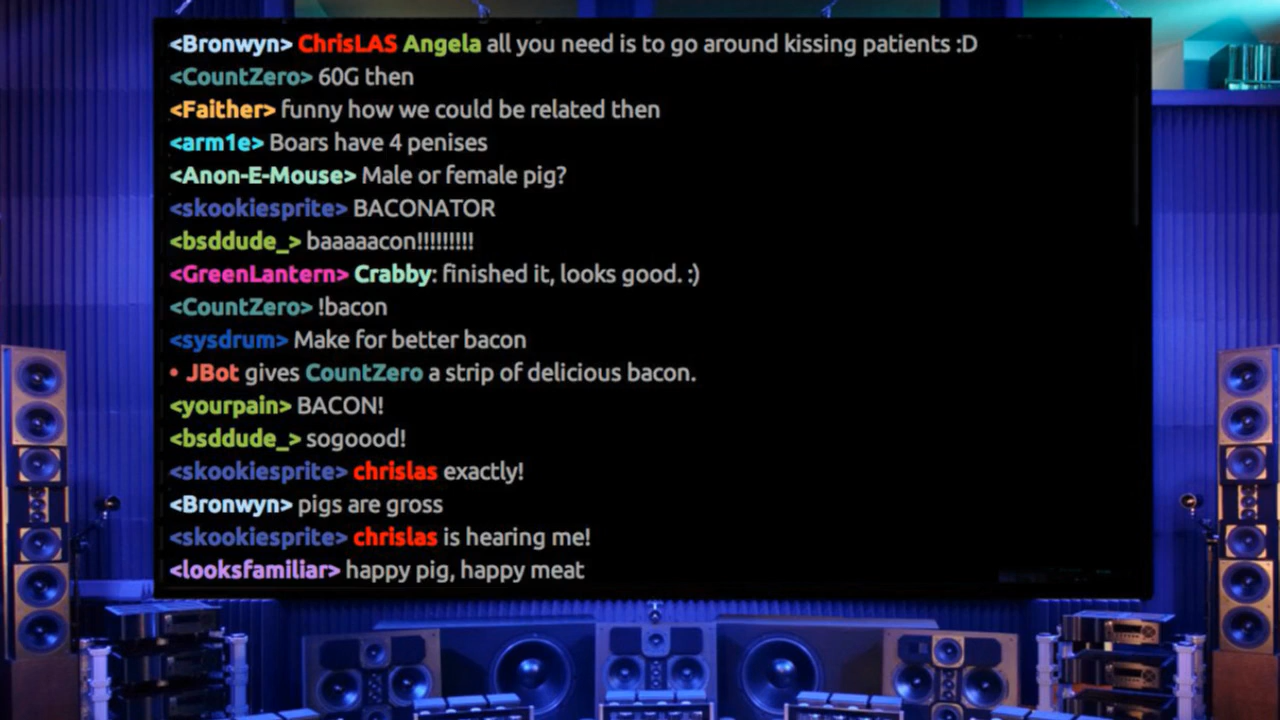 <Bronwyn> ChrisLAS Angela all you need is to go around kissing patients :D
<CountZero> 60G then
<Faither> funny how we could be related then
<arm1e> Boars have 4 penises
<Anon-E-Mouse> Male or female pig?
<skookiesprite> BACONATOR
<bsddude_> baaaaacon!!!!!!!!!
<GreenLantern> Crabby: finished it, looks good. :)
<CountZero> !bacon
<sysdrum> Make for better bacon
• JBot gives CountZero a strip of delicious bacon.
<yourpain> BACON!
<bsddude_> sogoood!
<skookiesprite> chrislas exactly!
<Bronwyn> pigs are gross
<skookiesprite> chrislas is hearing me!
<looksfamiliar> happy pig, happy meat